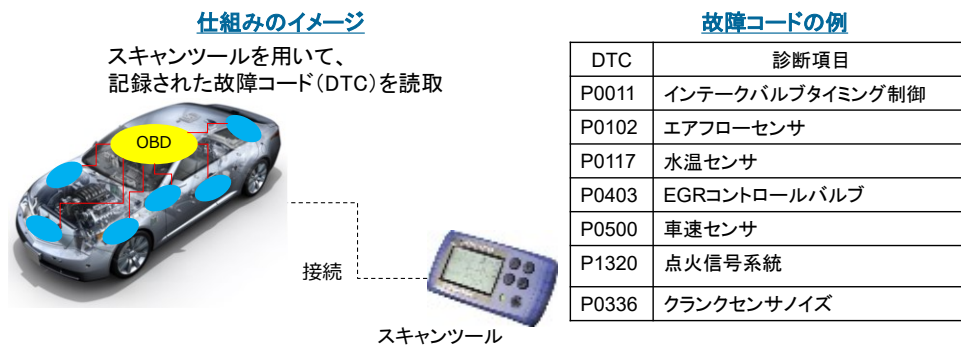 仕組みのイメージ
スキャンツールを用いて、
記録された故障コード(DTC)を読取
OBD
接続
スキャンツール
故障コードの例
DTC 診断項目
P0011 インテークバルブタイミング制御
P0102 エアフローセンサ
P0117 水温センサ
P0403 EGRコントロールバルブ
P0500 車速センサ
P1320 点火信号系統
P0336 クランクセンサノイズ